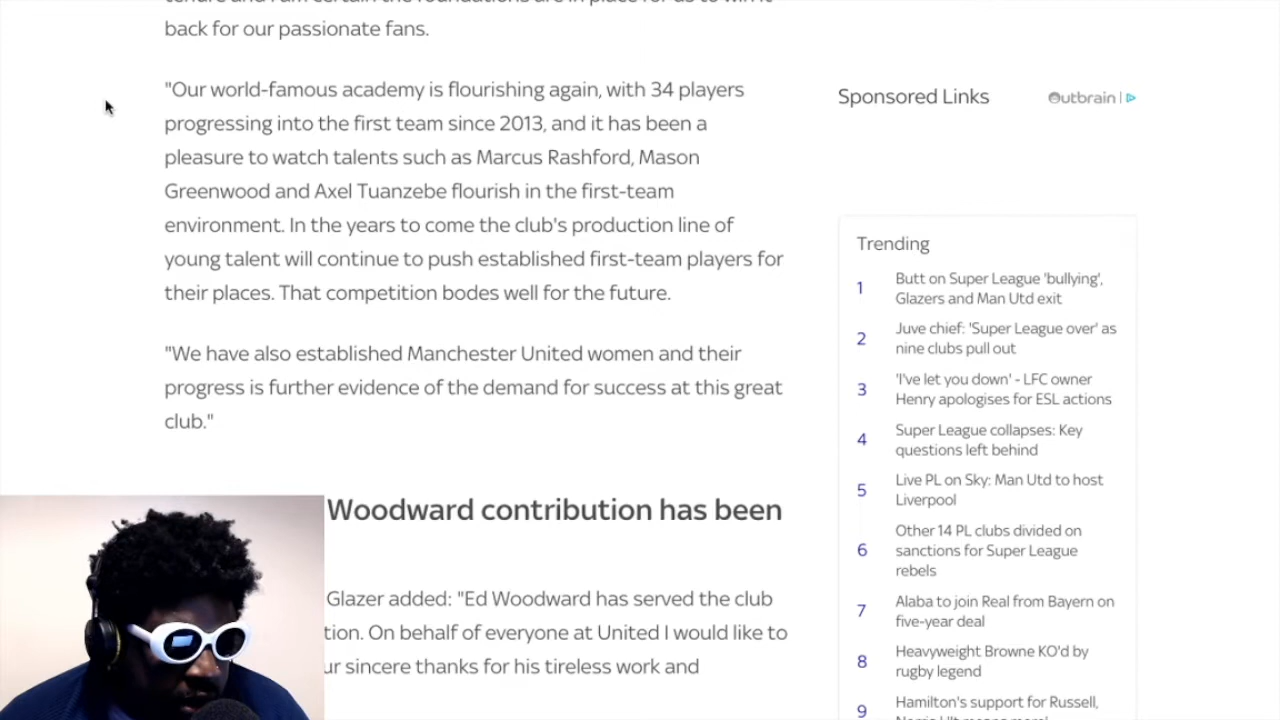 back for our passionate fans.
"Our world-famous academy is flourishing again, with 34 players
progressing into the first team since 2013, and it has been a
pleasure to watch talents such as Marcus Rashford, Mason
Greenwood and Axel Tuanzebe flourish in the first-team
environment. In the years to come the club's production line of
young talent will continue to push established first-team players for
their places. That competition bodes well for the future.
"We have also established Manchester United women and their
progress is further evidence of the demand for success at this great
club."
Woodward contribution has been
Glazer added: "Ed Woodward has served the club
tion. On behalf of everyone at United I would like to
ur sincere thanks for his tireless work and
Sponsored Links
Outbrain
Trending
1 Butt on Super League 'bullying',
Glazers and Man Utd exit
2 Juve chief: 'Super League over' as
nine clubs pull out
3 'I've let you down' - LFC owner
Henry apologises for ESL actions
4 Super League collapses: Key
questions left behind
5 Live PL on Sky: Man Utd to host
Liverpool
6 Other 14 PL clubs divided on
sanctions for Super League
rebels
7 Alaba to join Real from Bayern on
five-year deal
8 Heavyweight Browne KO'd by
rugby legend
9 Hamilton's support for Russell,